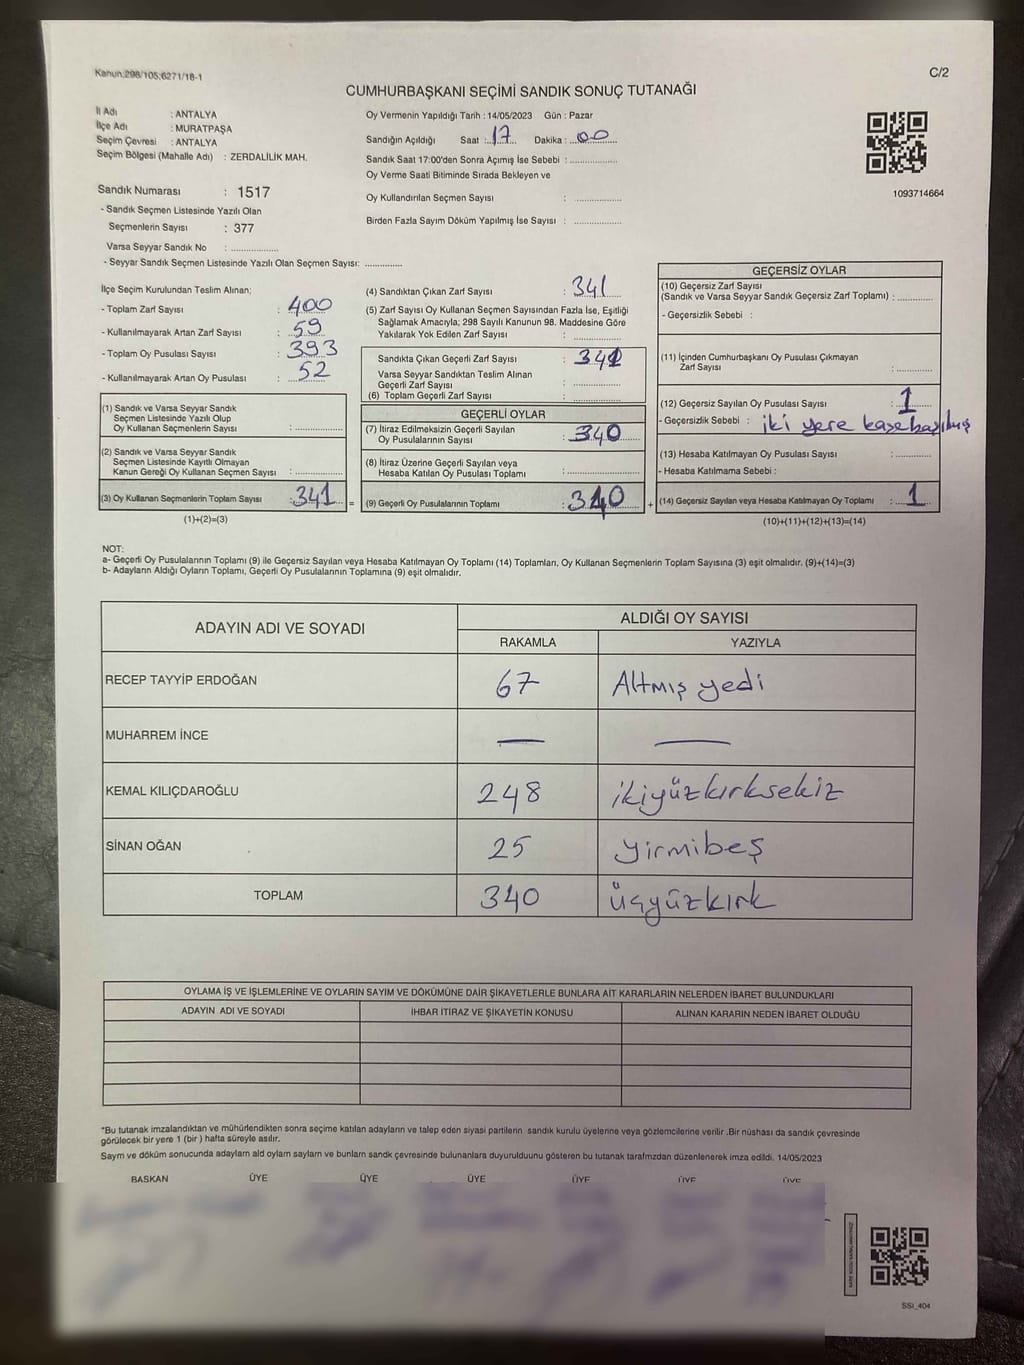 Kanun:298/105;6271/18-1
C/2
CUMHURBAŞKANI SEÇİMİ SANDIK SONUÇ TUTANAĞI
İl Adı : ANTALYA
İlçe Adı : MURATPAŞA
Seçim Çevresi : ANTALYA
Seçim Bölgesi (Mahalle Adı) : ZERDALİLİK MAH.
Oy Vermenin Yapıldığı Tarih : 14/05/2023 Gün : Pazar
Sandığın Açıldığı Saat : 17 Dakika : 00
Sandık Saat 17:00'den Sonra Açımış İse Sebebi :
Oy Verme Saati Bitiminde Sırada Bekleyen ve
Oy Kullandırılan Seçmen Sayısı :
Birden Fazla Sayım Döküm Yapılmış İse Sayısı :
1093714664
Sandık Numarası : 1517
- Sandık Seçmen Listesinde Yazılı Olan
Seçmenlerin Sayısı : 377
Varsa Seyyar Sandık No :
- Seyyar Sandık Seçmen Listesinde Yazılı Olan Seçmen Sayısı:
İlçe Seçim Kurulundan Teslim Alınan;
- Toplam Zarf Sayısı : 400
- Kullanılmayarak Artan Zarf Sayısı : 59
- Toplam Oy Pusulası Sayısı : 393
- Kullanılmayarak Artan Oy Pusulası : 52
(1) Sandık ve Varsa Seyyar Sandık
Seçmen Listesinde Yazılı Olup
Oy Kullanan Seçmenlerin Sayısı :
(2) Sandık ve Varsa Seyyar Sandık
Seçmen Listesinde Kayıtlı Olmayan
Kanun Gereği Oy Kullanan Seçmen Sayısı :
(3) Oy Kullanan Seçmenlerin Toplam Sayısı : 341
(1)+(2)=(3)
(4) Sandıktan Çıkan Zarf Sayısı : 341
(5) Zarf Sayısı Oy Kullanan Seçmen Sayısından Fazla İse, Eşitliği
Sağlamak Amacıyla; 298 Sayılı Kanunun 98. Maddesine Göre
Yakılarak Yok Edilen Zarf Sayısı :
Sandıkta Çıkan Geçerli Zarf Sayısı : 341
Varsa Seyyar Sandıktan Teslim Alınan
Geçerli Zarf Sayısı :
(6) Toplam Geçerli Zarf Sayısı :
GEÇERLİ OYLAR
(7) İtiraz Edilmeksizin Geçerli Sayılan
Oy Pusulalarının Sayısı : 340
(8) İtiraz Üzerine Geçerli Sayılan veya
Hesaba Katılan Oy Pusulası Toplamı :
= (9) Geçerli Oy Pusulalarının Toplamı : 340 +
GEÇERSİZ OYLAR
(10) Geçersiz Zarf Sayısı
(Sandık ve Varsa Seyyar Sandık Geçersiz Zarf Toplamı) :
- Geçersizlik Sebebi :
(11) İçinden Cumhurbaşkanı Oy Pusulası Çıkmayan
Zarf Sayısı :
(12) Geçersiz Sayılan Oy Pusulası Sayısı : 1
- Geçersizlik Sebebi : iki yere kaşe basılmış
(13) Hesaba Katılmayan Oy Pusulası Sayısı :
- Hesaba Katılmama Sebebi :
(14) Geçersiz Sayılan veya Hesaba Katılmayan Oy Toplamı : 1
(10)+(11)+(12)+(13)=(14)
NOT:
a- Geçerli Oy Pusulalarının Toplamı (9) ile Geçersiz Sayılan veya Hesaba Katılmayan Oy Toplamı (14) Toplamları, Oy Kullanan Seçmenlerin Toplam Sayısına (3) eşit olmalıdır. (9)+(14)=(3)
b- Adayların Aldığı Oyların Toplamı, Geçerli Oy Pusulalarının Toplamına (9) eşit olmalıdır.
ADAYIN ADI VE SOYADI
ALDIĞI OY SAYISI
RAKAMLA YAZIYLA
RECEP TAYYİP ERDOĞAN 67 Altmış yedi
MUHARREM İNCE — —
KEMAL KILIÇDAROĞLU 248 ikiyüzkırksekiz
SİNAN OĞAN 25 yirmibeş
TOPLAM 340 üçyüzkırk
OYLAMA İŞ VE İŞLEMLERİNE VE OYLARIN SAYIM VE DÖKÜMÜNE DAİR ŞİKAYETLERLE BUNLARA AİT KARARLARIN NELERDEN İBARET BULUNDUKLARI
ADAYIN ADI VE SOYADI İHBAR İTİRAZ VE ŞİKAYETİN KONUSU ALINAN KARARIN NEDEN İBARET OLDUĞU
"Bu tutanak imzalandıktan ve mühürlendikten sonra seçime katılan adayların ve talep eden siyasi partilerin sandık kurulu üyelerine veya gözlemcilerine verilir .Bir nüshası da sandık çevresinde
görülecek bir yere 1 (bir ) hafta süreyle asılır.
Sayım ve döküm sonucunda adayların ald oyların sayları ve bunların sandk çevresinde bulunanlara duyurulduunu gösteren bu tutanak tarafmzdan düzenlenerek imza edildi. 14/05/2023
BAŞKAN ÜYE ÜYE ÜYE ÜYE ÜYE ÜYE
SSI_404